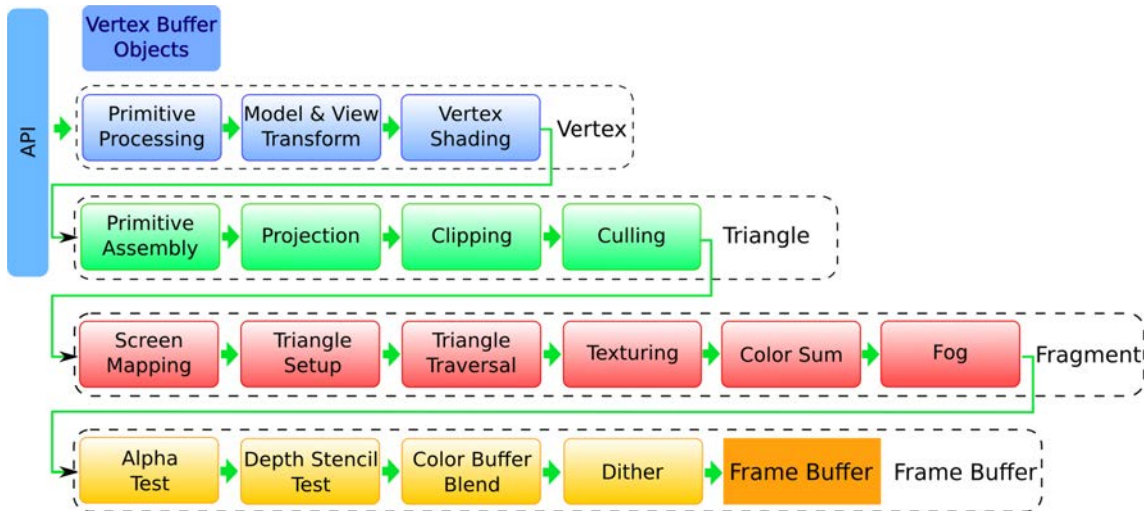 API
Vertex Buffer
Objects
Primitive
Processing
Model & View
Transform
Vertex
Shading
Vertex
Primitive
Assembly
Projection
Clipping
Culling
Triangle
Screen
Mapping
Triangle
Setup
Triangle
Traversal
Texturing
Color Sum
Fog
Fragment
Alpha
Test
Depth Stencil
Test
Color Buffer
Blend
Dither
Frame Buffer
Frame Buffer